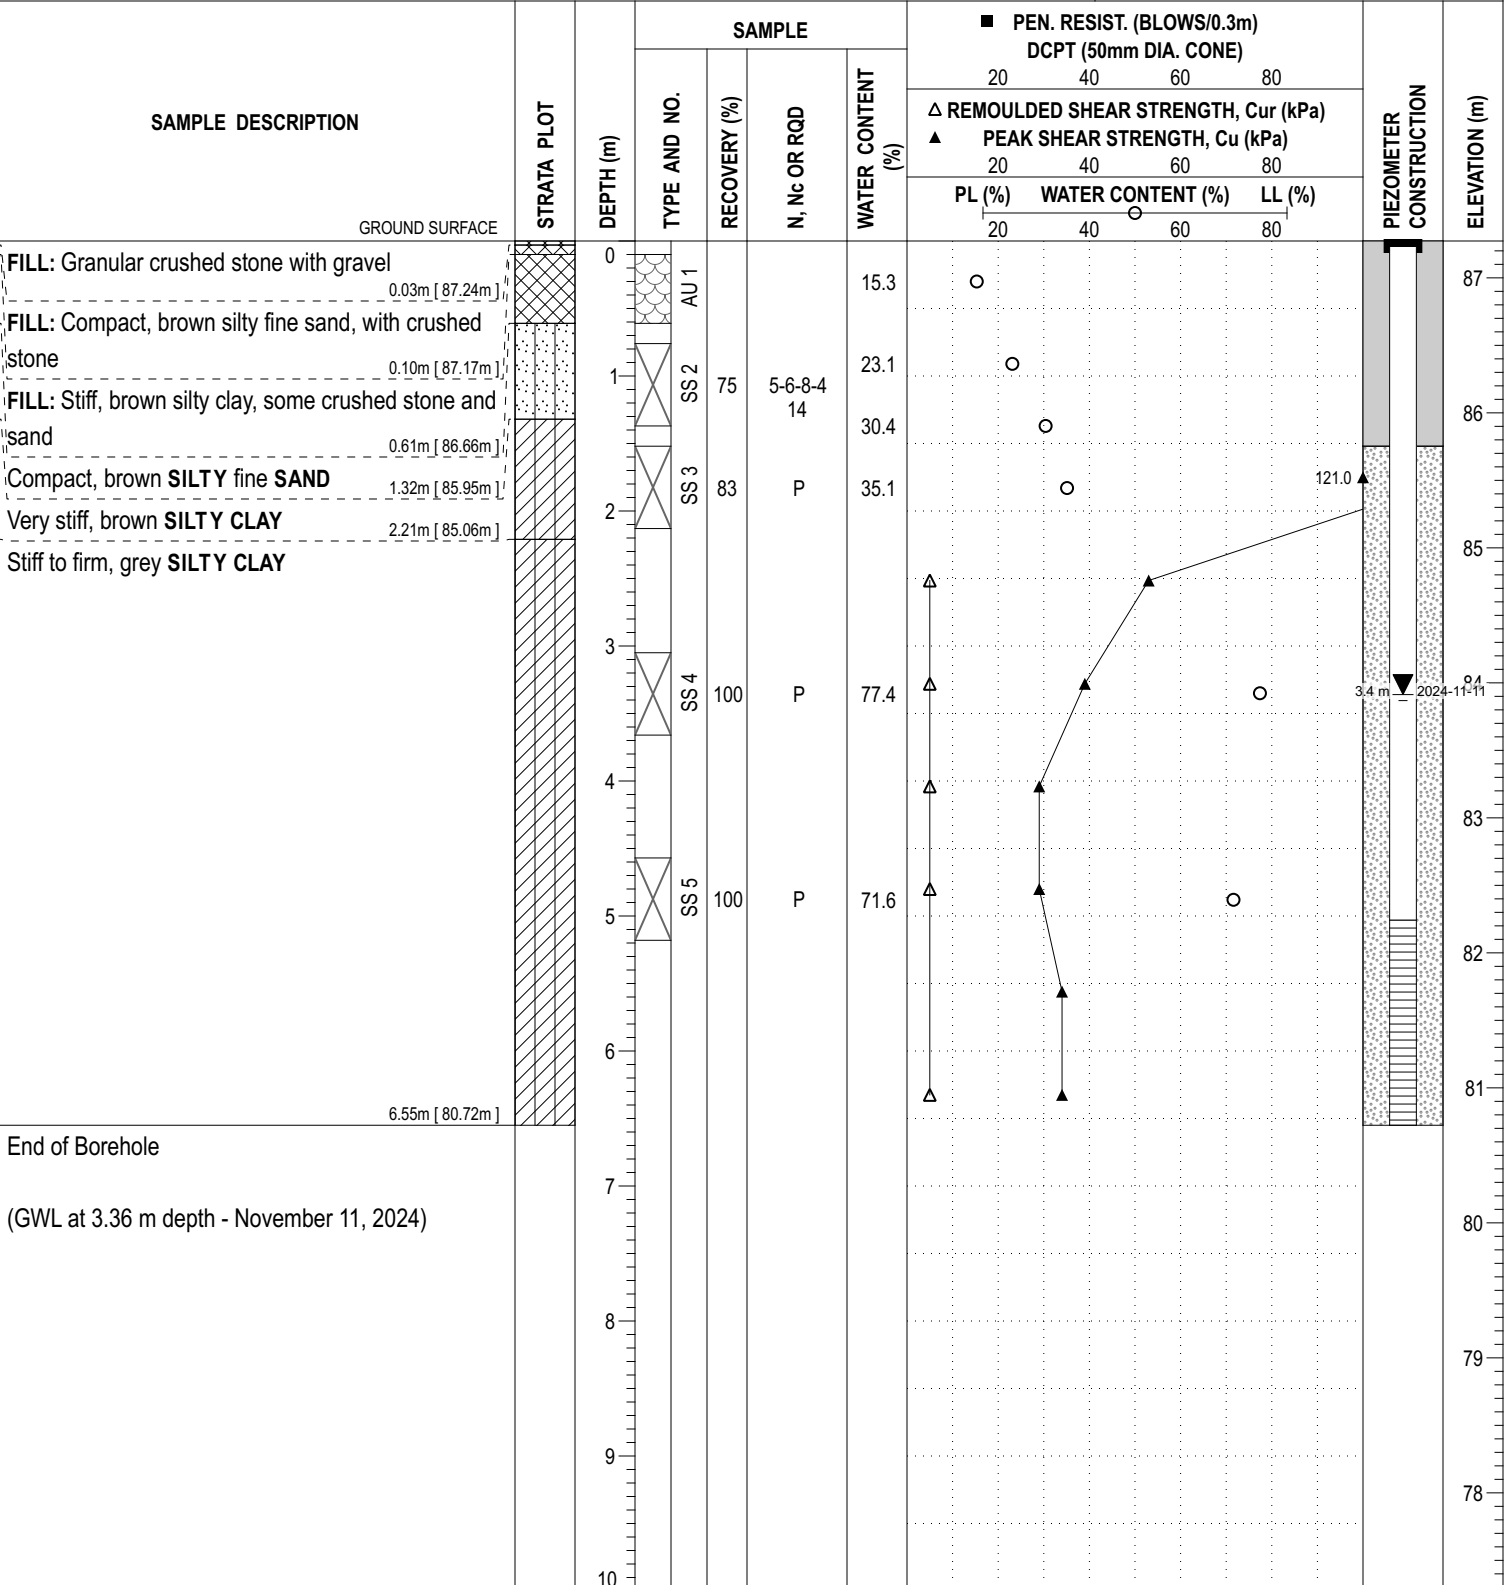 SAMPLE DESCRIPTION
GROUND SURFACE
STRATA PLOT
DEPTH (m)
SAMPLE
TYPE AND NO.
RECOVERY (%)
N, Nc OR RQD
WATER CONTENT
(%)
■ PEN. RESIST. (BLOWS/0.3m)
DCPT (50mm DIA. CONE)
20 40 60 80
△ REMOULDED SHEAR STRENGTH, Cur (kPa)
▲ PEAK SHEAR STRENGTH, Cu (kPa)
20 40 60 80
PL (%) WATER CONTENT (%) LL (%)
20 40 60 80
PIEZOMETER
CONSTRUCTION
ELEVATION (m)
FILL: Granular crushed stone with gravel
0.03m [ 87.24m ]
FILL: Compact, brown silty fine sand, with crushed
stone
0.10m [ 87.17m ]
FILL: Stiff, brown silty clay, some crushed stone and
sand
0.61m [ 86.66m ]
Compact, brown SILTY fine SAND
1.32m [ 85.95m ]
Very stiff, brown SILTY CLAY
2.21m [ 85.06m ]
Stiff to firm, grey SILTY CLAY
6.55m [ 80.72m ]
End of Borehole
(GWL at 3.36 m depth - November 11, 2024)
0
1
2
3
4
5
6
7
8
9
10
AU 1
15.3
SS 2
75
5-6-8-4
14
23.1
30.4
SS 3
83
P
35.1
SS 4
100
P
77.4
SS 5
100
P
71.6
121.0
3.4 m
2024-11-11
87
86
85
84
83
82
81
80
79
78